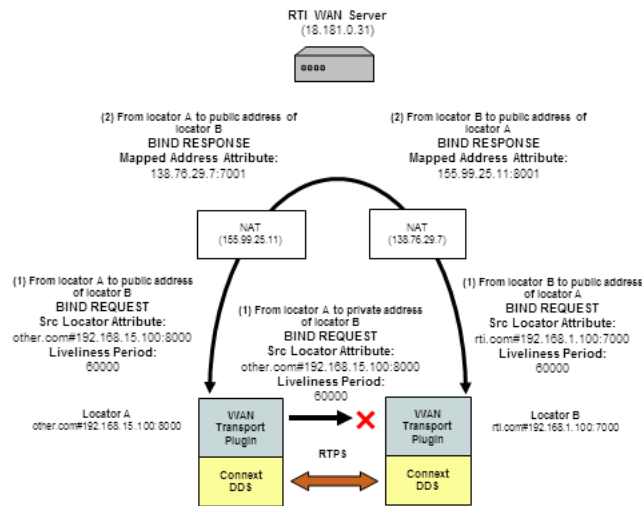 RTI WAN Server
(18.181.0.31)
(2) From locator A to public address of
locator B
BIND RESPONSE
Mapped Address Attribute:
138.76.29.7:7001
(2) From locator B to public address of
locator A
BIND RESPONSE
Mapped Address Attribute:
155.99.25.11:8001
NAT
(155.99.25.11)
NAT
(138.76.29.7)
(1) From locator A to public address
of locator B
BIND REQUEST
Src Locator Attribute:
other.com#192.168.15.100:8000
Liveliness Period:
60000
(1) From locator A to private address
of locator B
BIND REQUEST
Src Locator Attribute:
other.com#192.168.15.100:8000
Liveliness Period:
60000
(1) From locator B to public address
of locator A
BIND REQUEST
Src Locator Attribute:
rti.com#192.168.1.100:7000
Liveliness Period:
60000
Locator A
other.com#192.168.15.100:8000
WAN
Transport
Plugin
Connext
DDS
RTPS
WAN
Transport
Plugin
Connext
DDS
Locator B
rti.com#192.168.1.100:7000